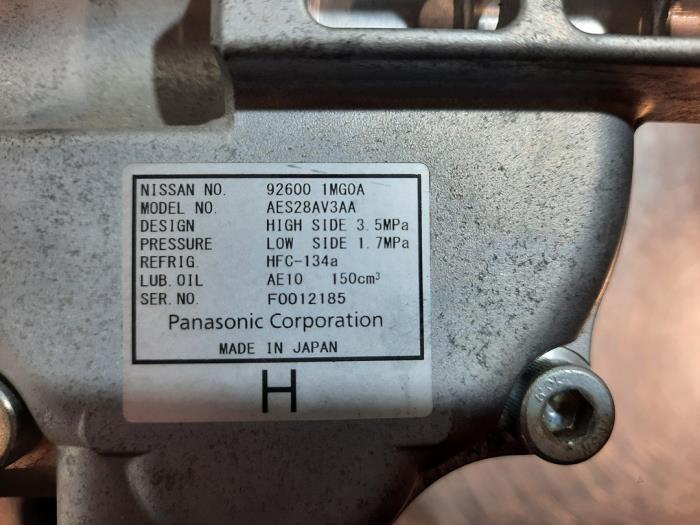 NISSAN NO. 92600 1MG0A
MODEL NO. AES28AV3AA
DESIGN HIGH SIDE 3.5MPa
PRESSURE LOW SIDE 1.7MPa
REFRIG. HFC-134a
LUB. OIL AE10 150cm³
SER. NO. F0012185
Panasonic Corporation
MADE IN JAPAN
H